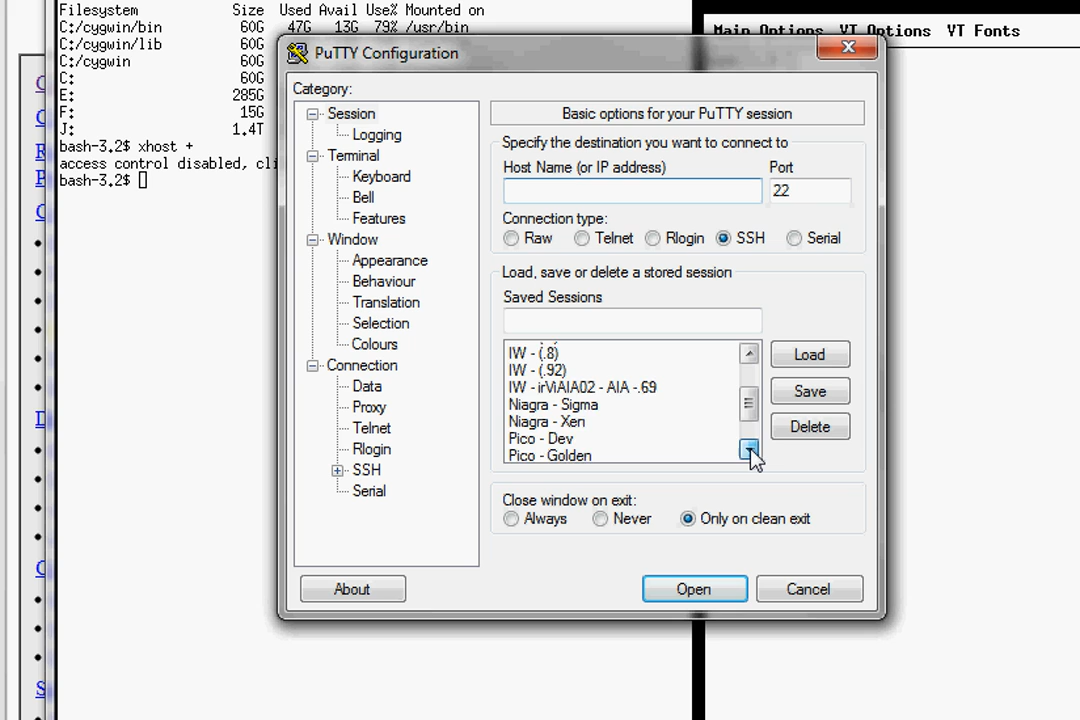 Filesystem Size Used Avail Use% Mounted on
C:/cygwin/bin 60G 47G 13G 79% /usr/bin
C:/cygwin/lib 60G
C:/cygwin 60G
C: 60G
E: 285G
F: 15G
J: 1.4T
bash-3.2$ xhost +
access control disabled, cli
bash-3.2$
Main Options VT Options VT Fonts
PuTTY Configuration
Category:
Session
Logging
Terminal
Keyboard
Bell
Features
Window
Appearance
Behaviour
Translation
Selection
Colours
Connection
Data
Proxy
Telnet
Rlogin
SSH
Serial
Basic options for your PuTTY session
Specify the destination you want to connect to
Host Name (or IP address) Port
22
Connection type:
Raw Telnet Rlogin SSH Serial
Load, save or delete a stored session
Saved Sessions
IW - (.8)
IW - (.92)
IW - irViAIA02 - AIA -.69
Niagra - Sigma
Niagra - Xen
Pico - Dev
Pico - Golden
Load
Save
Delete
Close window on exit:
Always Never Only on clean exit
About Open Cancel